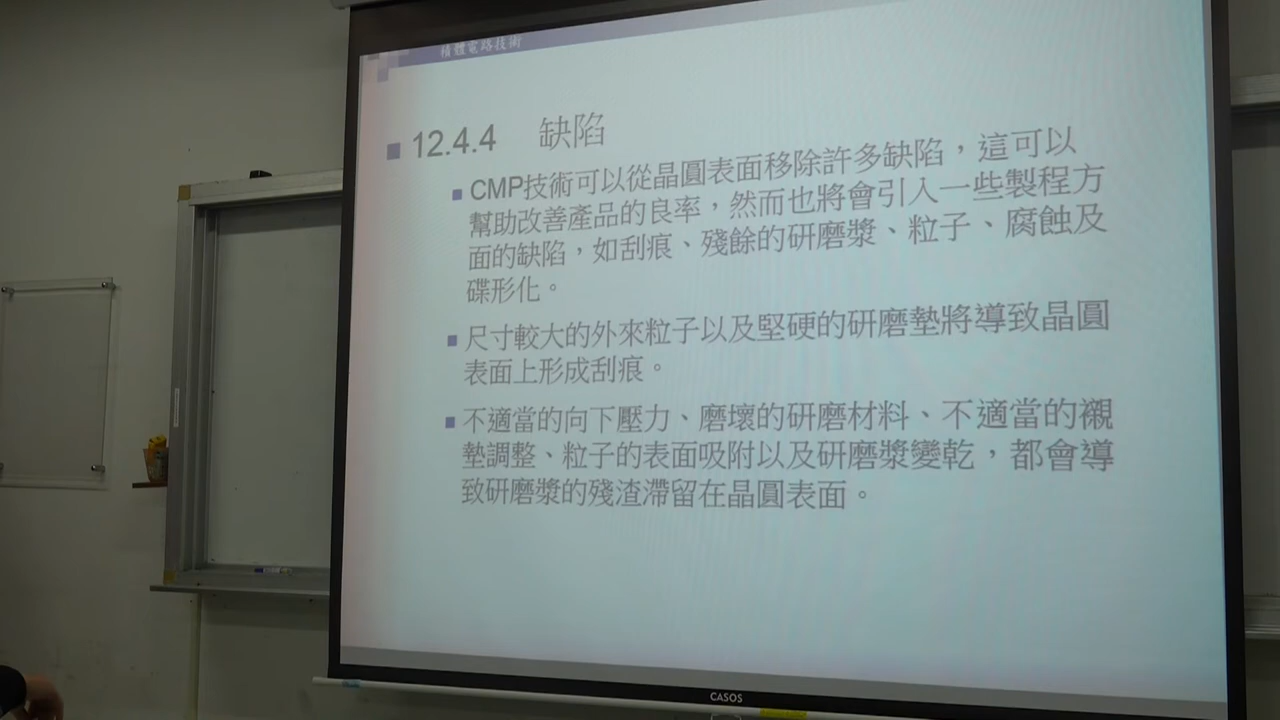 積體電路技術
12.4.4 缺陷
CMP技術可以從晶圓表面移除許多缺陷，這可以
幫助改善產品的良率，然而也將會引入一些製程方
面的缺陷，如刮痕、殘餘的研磨漿、粒子、腐蝕及
碟形化。
尺寸較大的外來粒子以及堅硬的研磨墊將導致晶圓
表面上形成刮痕。
不適當的向下壓力、磨壞的研磨材料、不適當的襯
墊調整、粒子的表面吸附以及研磨漿變乾，都會導
致研磨漿的殘渣滯留在晶圓表面。
CASOS